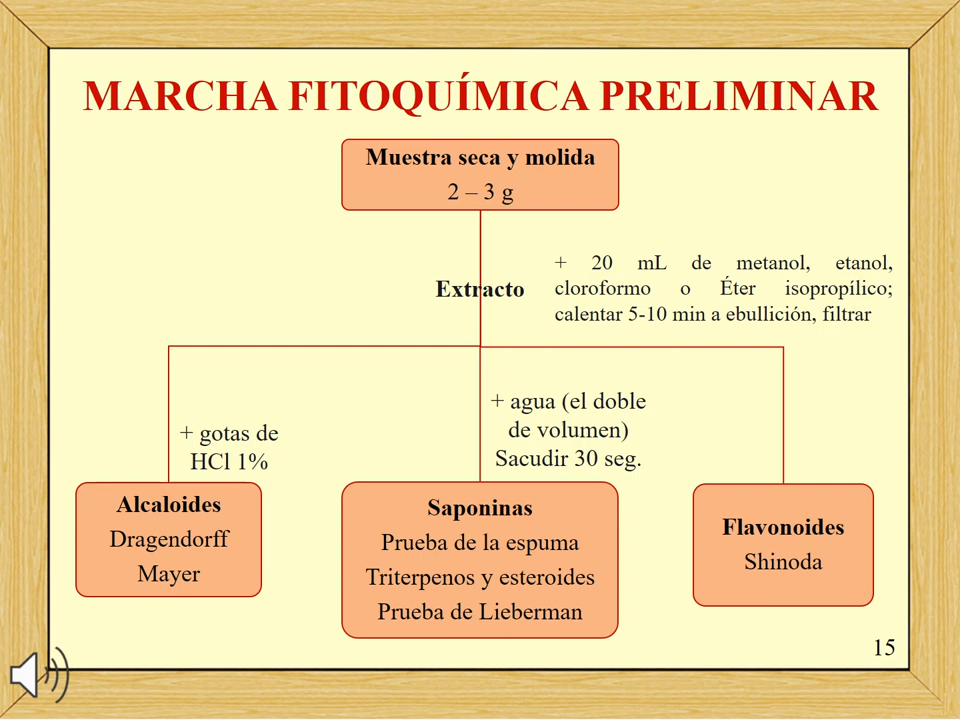 MARCHA FITOQUÍMICA PRELIMINAR
Muestra seca y molida
2 – 3 g
Extracto
+ 20 mL de metanol, etanol,
cloroformo o Éter isopropílico;
calentar 5-10 min a ebullición, filtrar
+ gotas de
HCl 1%
+ agua (el doble
de volumen)
Sacudir 30 seg.
Alcaloides
Dragendorff
Mayer
Saponinas
Prueba de la espuma
Triterpenos y esteroides
Prueba de Lieberman
Flavonoides
Shinoda
15